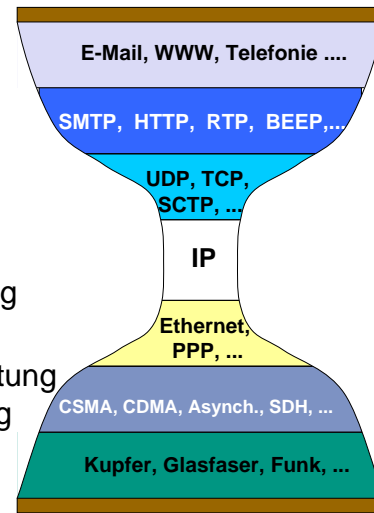 E-Mail, WWW, Telefonie ....
SMTP, HTTP, RTP, BEEP,...
UDP, TCP,
SCTP, ...
IP
Ethernet,
PPP, ...
CSMA, CDMA, Asynch., SDH, ...
Kupfer, Glasfaser, Funk, ...